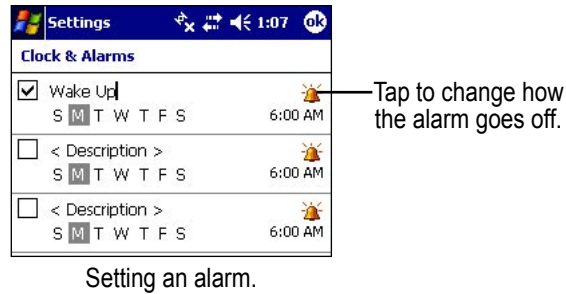 Settings 1:07 ok
Clock & Alarms
Wake Up
S M T W T F S 6:00 AM
< Description >
S M T W T F S 6:00 AM
< Description >
S M T W T F S 6:00 AM
Tap to change how
the alarm goes off.
Setting an alarm.